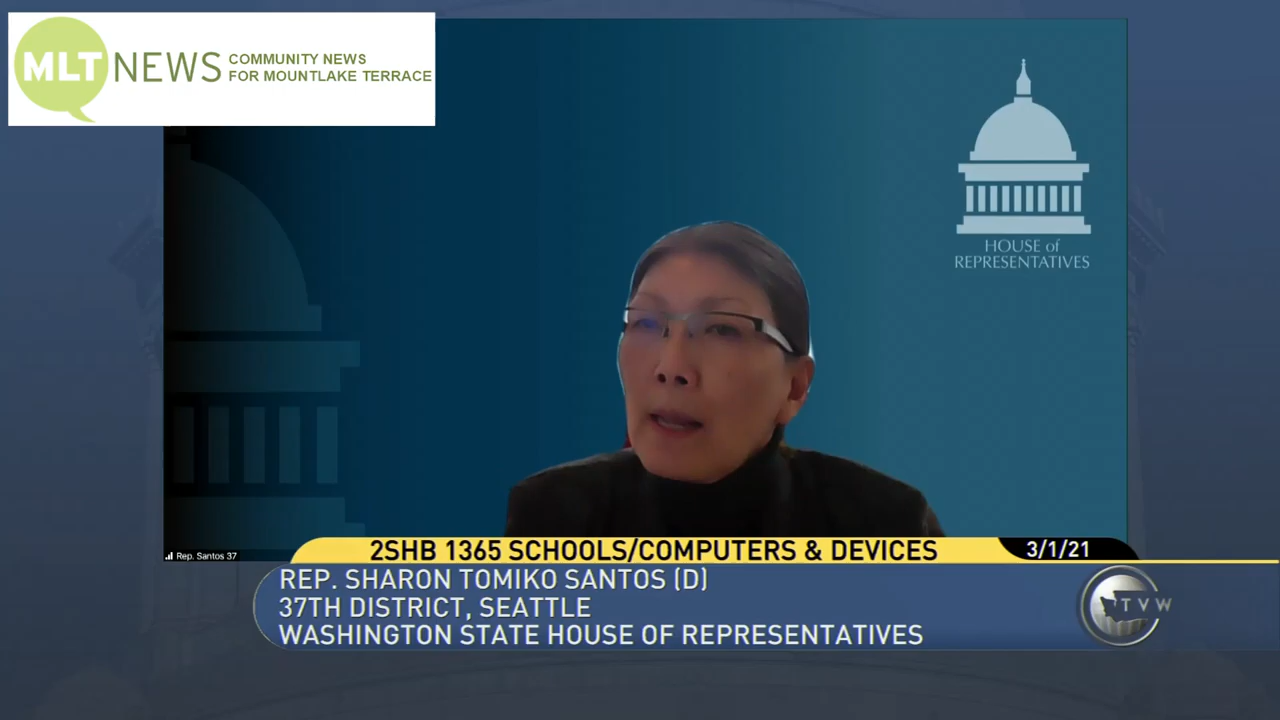 MLT NEWS
COMMUNITY NEWS
FOR MOUNTLAKE TERRACE
HOUSE of
REPRESENTATIVES
Rep. Santos 37
2SHB 1365 SCHOOLS/COMPUTERS & DEVICES
3/1/21
REP. SHARON TOMIKO SANTOS (D)
37TH DISTRICT, SEATTLE
WASHINGTON STATE HOUSE OF REPRESENTATIVES
TVW